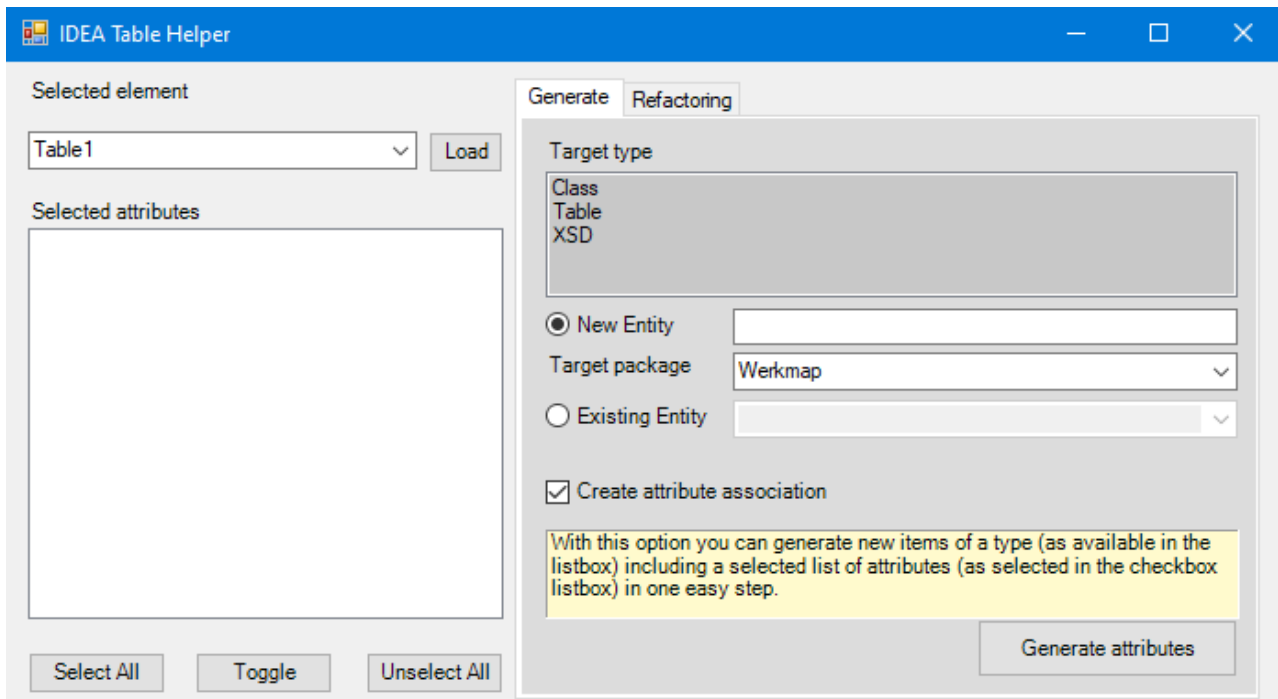 IDEA Table Helper
Selected element
Table1
Load
Selected attributes
Select All
Toggle
Unselect All
Generate
Refactoring
Target type
Class
Table
XSD
New Entity
Target package
Werkmap
Existing Entity
Create attribute association
With this option you can generate new items of a type (as available in the
listbox) including a selected list of attributes (as selected in the checkbox
listbox) in one easy step.
Generate attributes